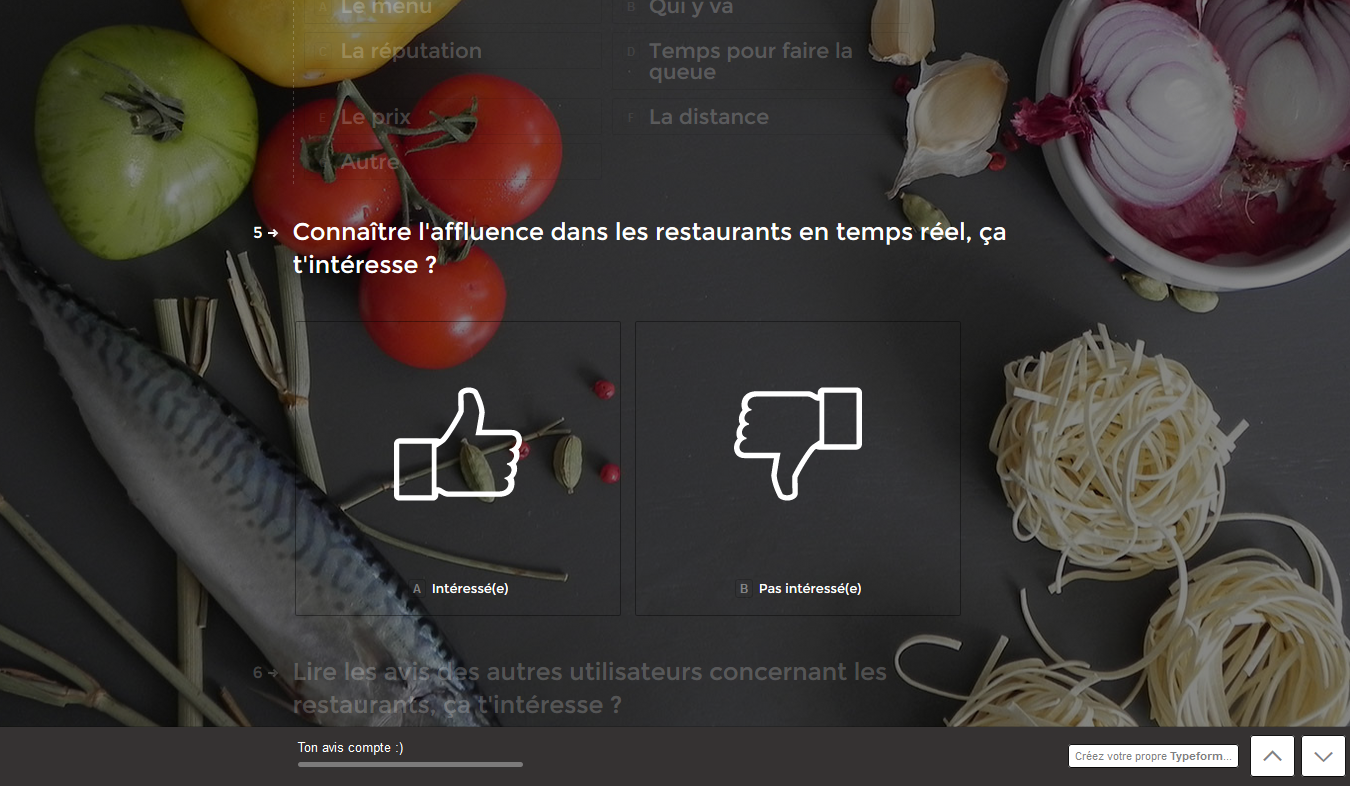 A Le menu
B Qui y va
C La réputation
D Temps pour faire la
queue
E Le prix
F La distance
Autre
5 → Connaître l'affluence dans les restaurants en temps réel, ça
t'intéresse ?
A Intéressé(e)
B Pas intéressé(e)
6 → Lire les avis des autres utilisateurs concernant les
restaurants, ça t'intéresse ?
Ton avis compte :)
Créez votre propre Typeform...